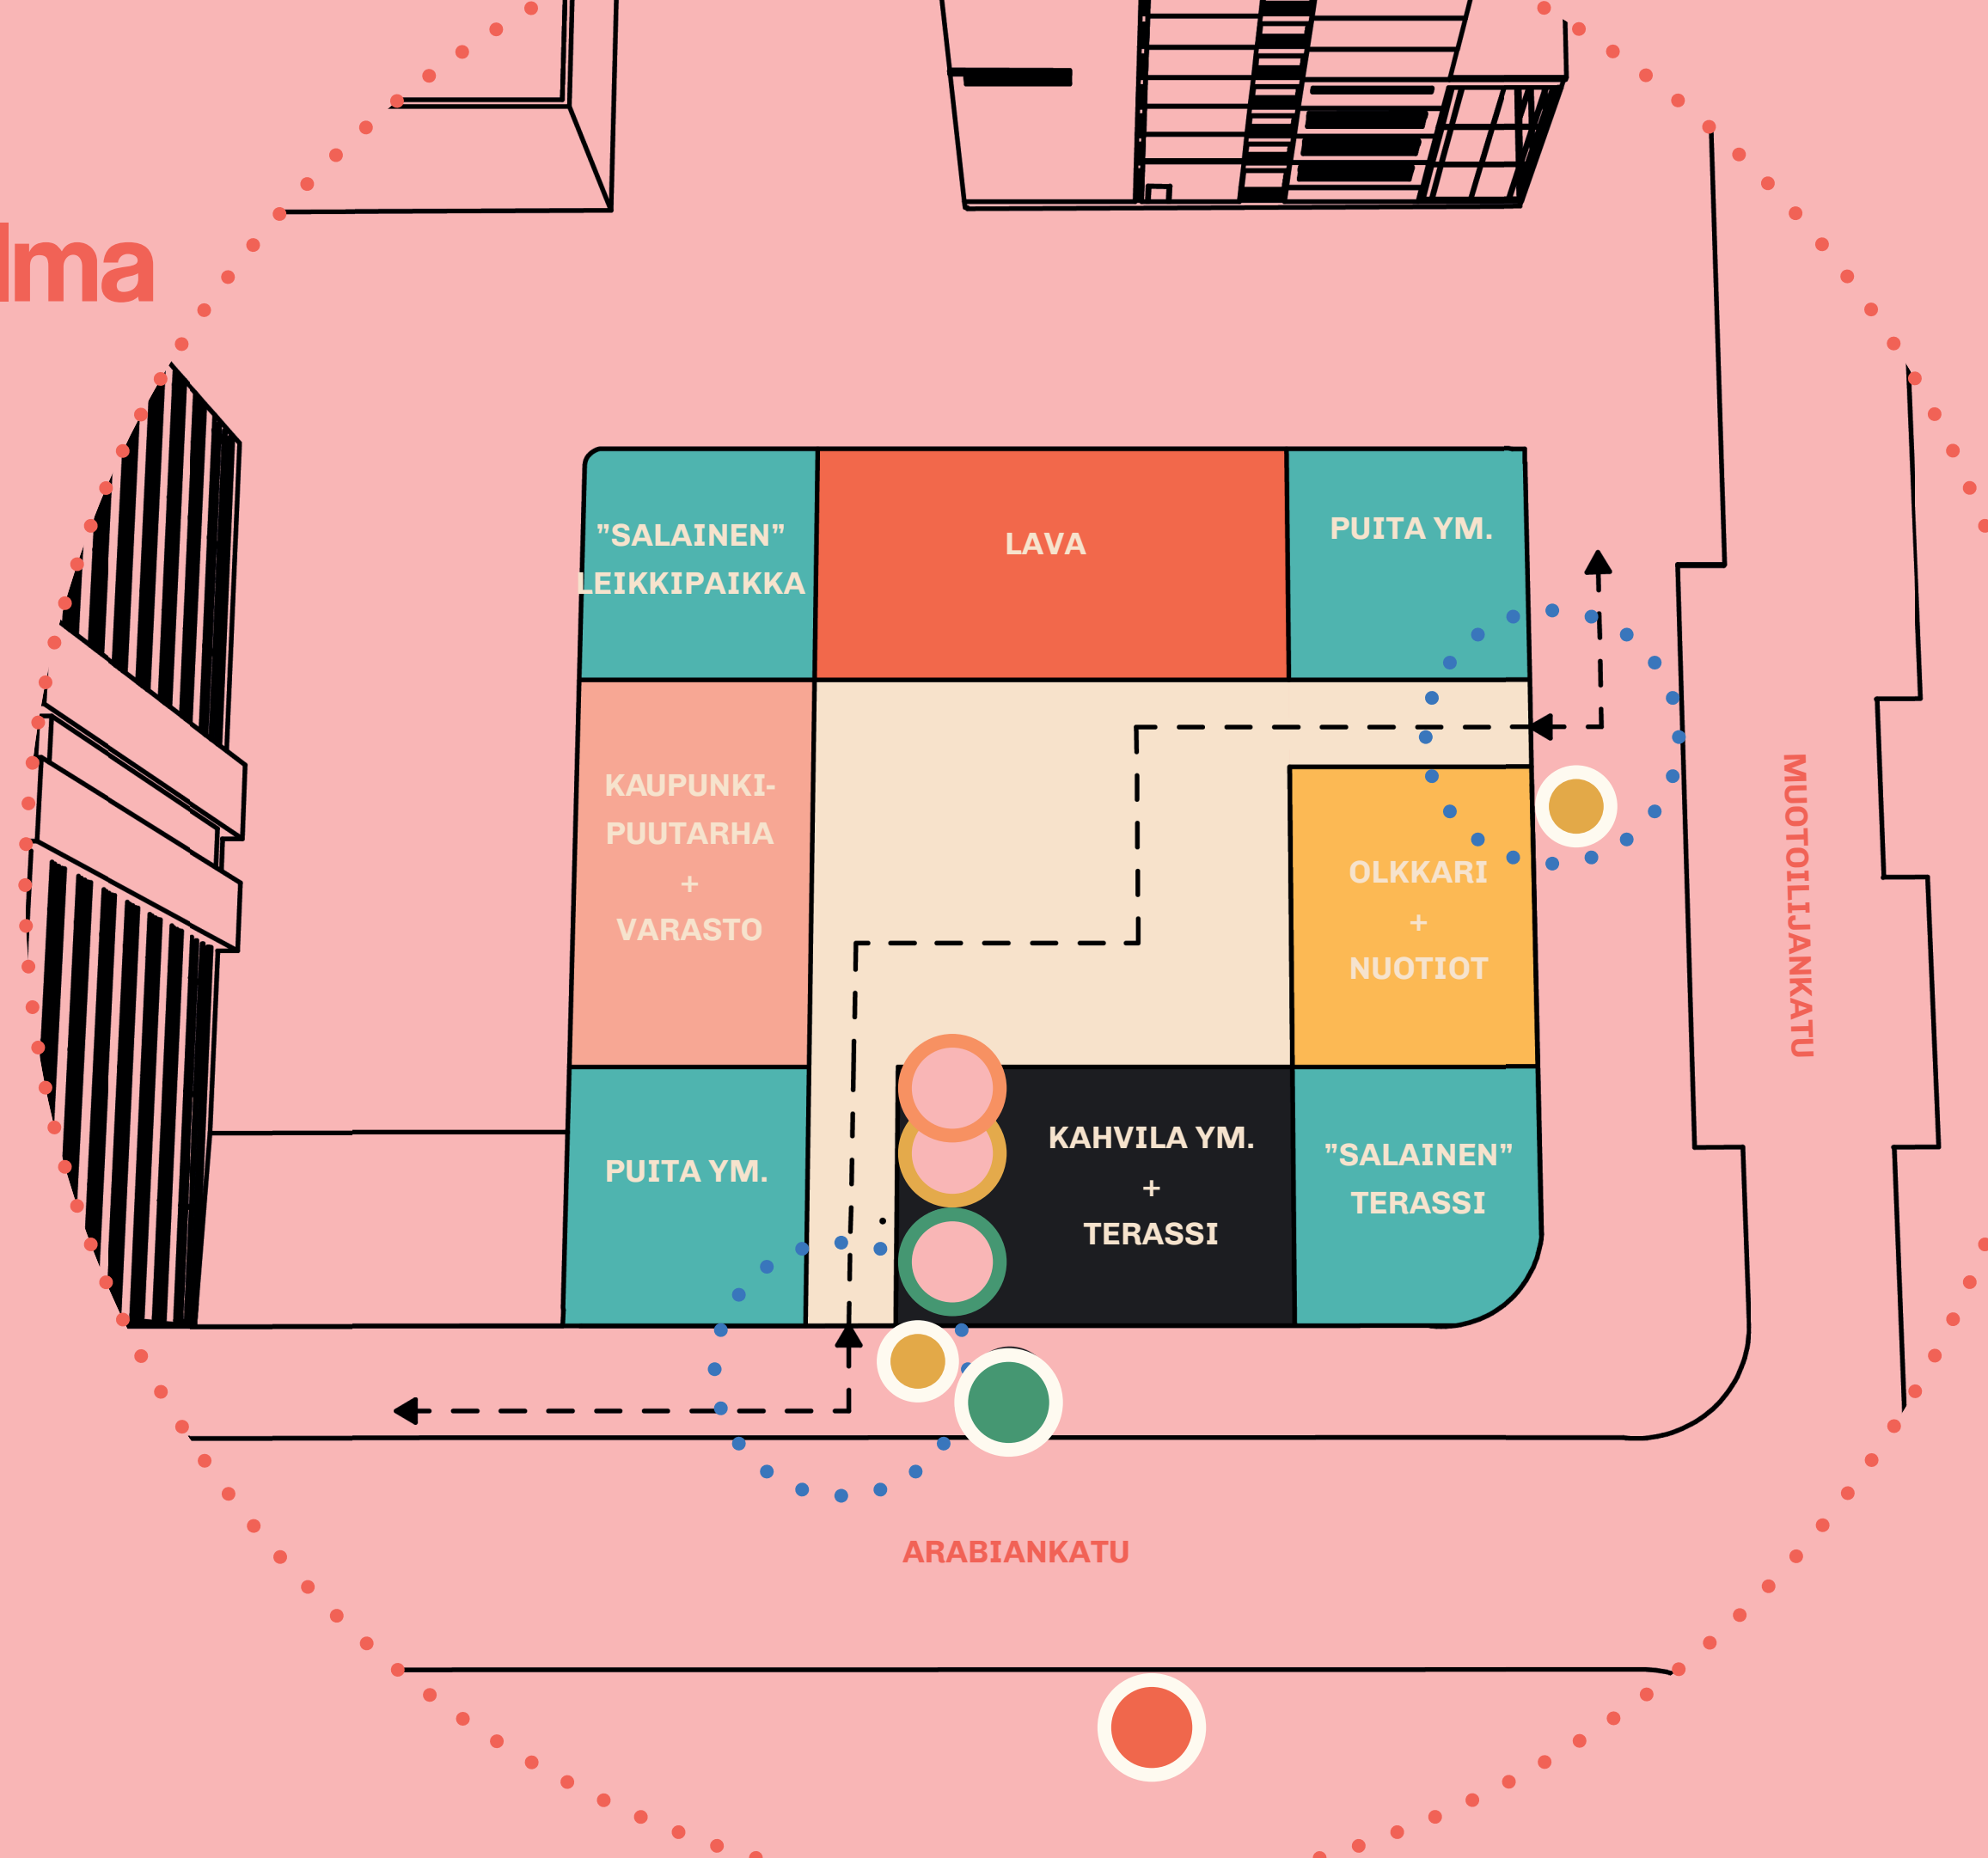 lma
”SALAINEN”
LEIKKIPAIKKA
LAVA
PUITA YM.
KAUPUNKI-
PUUTARHA
+
VARASTO
OLKKARI
+
NUOTIOT
MUOTOILIJANKATU
PUITA YM.
KAHVILA YM.
+
TERASSI
”SALAINEN”
TERASSI
ARABIANKATU